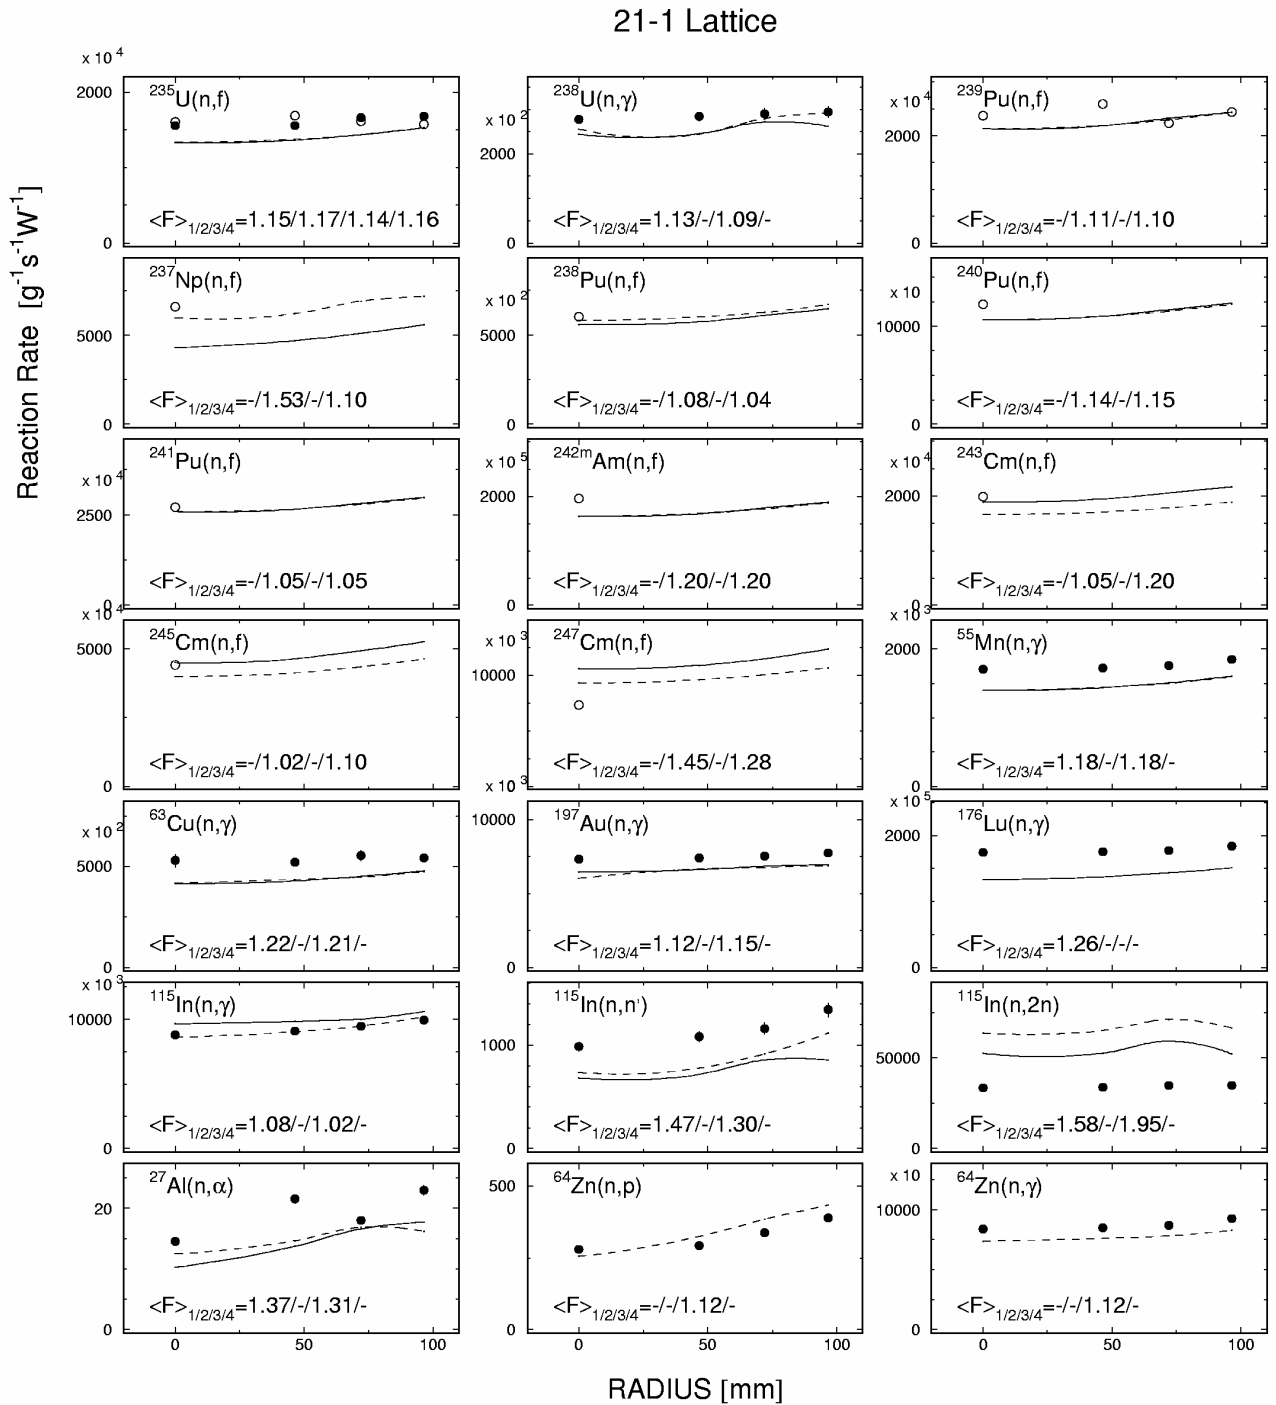 21-1 Lattice
Reaction Rate [g-1s-1W-1]
x 10 4
235U(n,f)
2000
0
<F>1/2/3/4=1.15/1.17/1.14/1.16
238U(n,γ)
x 10 2
2000
0
<F>1/2/3/4=1.13/-/1.09/-
239Pu(n,f)
x 10 4
2000
0
<F>1/2/3/4=-/1.11/-/1.10
237Np(n,f)
5000
0
<F>1/2/3/4=-/1.53/-/1.10
238Pu(n,f)
x 10 2
5000
0
<F>1/2/3/4=-/1.08/-/1.04
240Pu(n,f)
x 10
10000
0
<F>1/2/3/4=-/1.14/-/1.15
241Pu(n,f)
x 10 4
2500
0
<F>1/2/3/4=-/1.05/-/1.05
242mAm(n,f)
x 10 5
2000
0
<F>1/2/3/4=-/1.20/-/1.20
243Cm(n,f)
x 10 4
2000
0
<F>1/2/3/4=-/1.05/-/1.20
x 10 4
245Cm(n,f)
5000
0
<F>1/2/3/4=-/1.02/-/1.10
247Cm(n,f)
x 10 3
10000
0
<F>1/2/3/4=-/1.45/-/1.28
x 10 3
55Mn(n,γ)
2000
0
<F>1/2/3/4=1.18/-/1.18/-
63Cu(n,γ)
x 10 2
5000
0
<F>1/2/3/4=1.22/-/1.21/-
x 10 3
10000
197Au(n,γ)
0
<F>1/2/3/4=1.12/-/1.15/-
x 10 5
176Lu(n,γ)
2000
0
<F>1/2/3/4=1.26/-/-/-
x 10 3
115In(n,γ)
10000
0
<F>1/2/3/4=1.08/-/1.02/-
115In(n,n')
1000
0
<F>1/2/3/4=1.47/-/1.30/-
115In(n,2n)
50000
0
<F>1/2/3/4=1.58/-/1.95/-
27Al(n,α)
20
0
<F>1/2/3/4=1.37/-/1.31/-
0 50 100
64Zn(n,p)
500
0
<F>1/2/3/4=-/-/1.12/-
0 50 100
64Zn(n,γ)
x 10
10000
0
<F>1/2/3/4=-/-/1.12/-
0 50 100
RADIUS [mm]